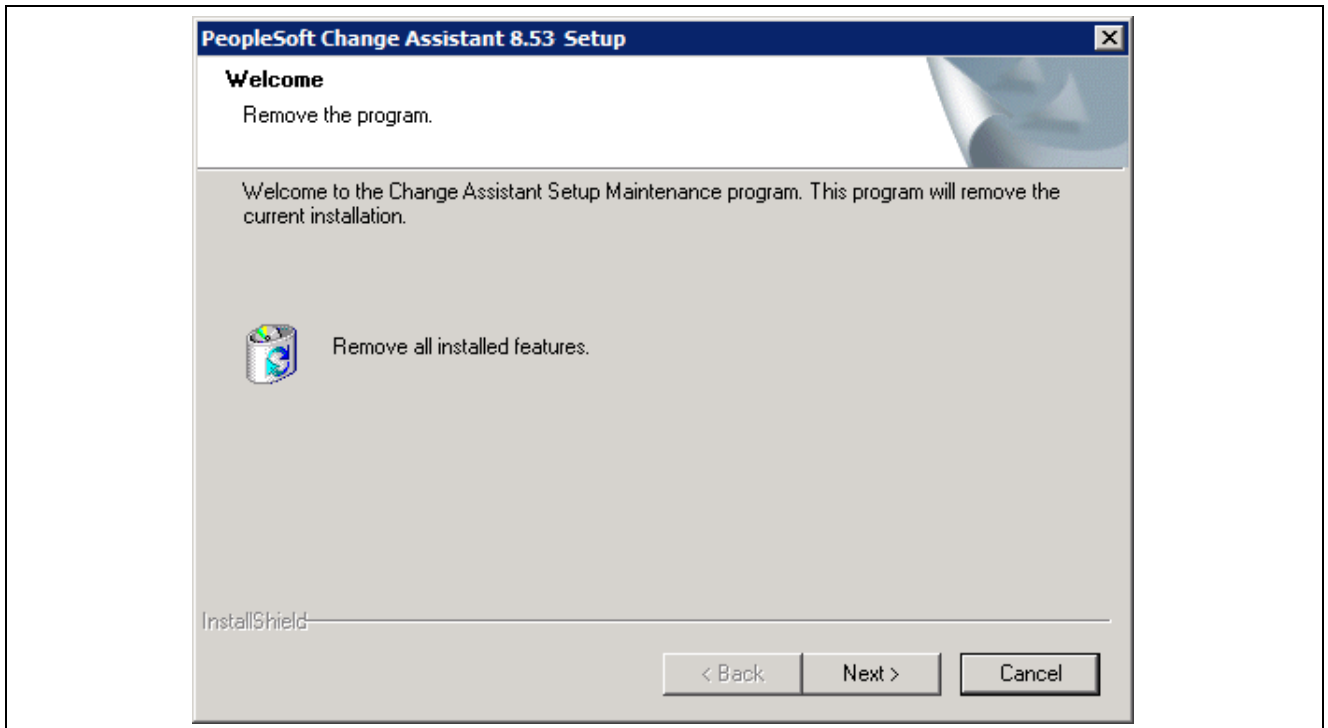 PeopleSoft Change Assistant 8.53 Setup
Welcome
Remove the program.
Welcome to the Change Assistant Setup Maintenance program. This program will remove the
current installation.
Remove all installed features.
InstallShield
< Back
Next >
Cancel